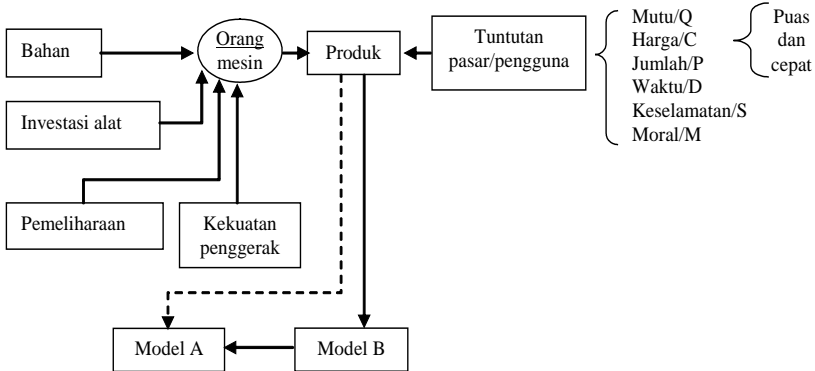 Bahan
Orang
mesin
Produk
Tuntutan
pasar/pengguna
Mutu/Q
Harga/C
Jumlah/P
Waktu/D
Keselamatan/S
Moral/M
Puas
dan
cepat
Investasi alat
Pemeliharaan
Kekuatan
penggerak
Model A
Model B